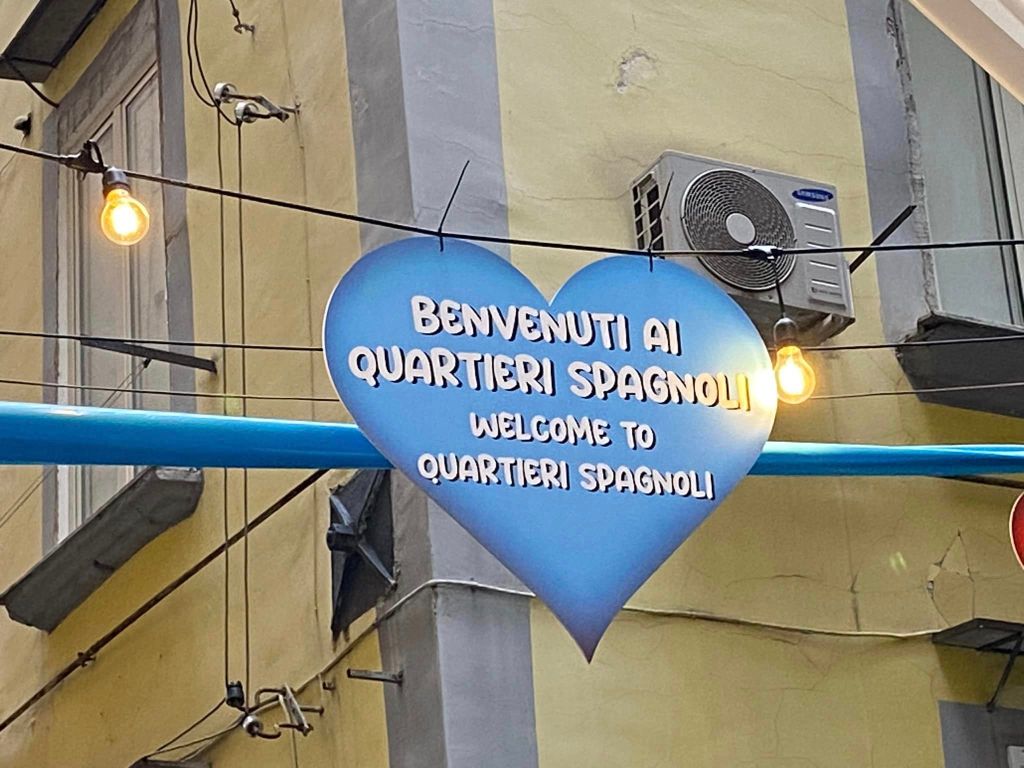 BENVENUTI AI
QUARTIERI SPAGNOLI
WELCOME TO
QUARTIERI SPAGNOLI
SAMSUNG